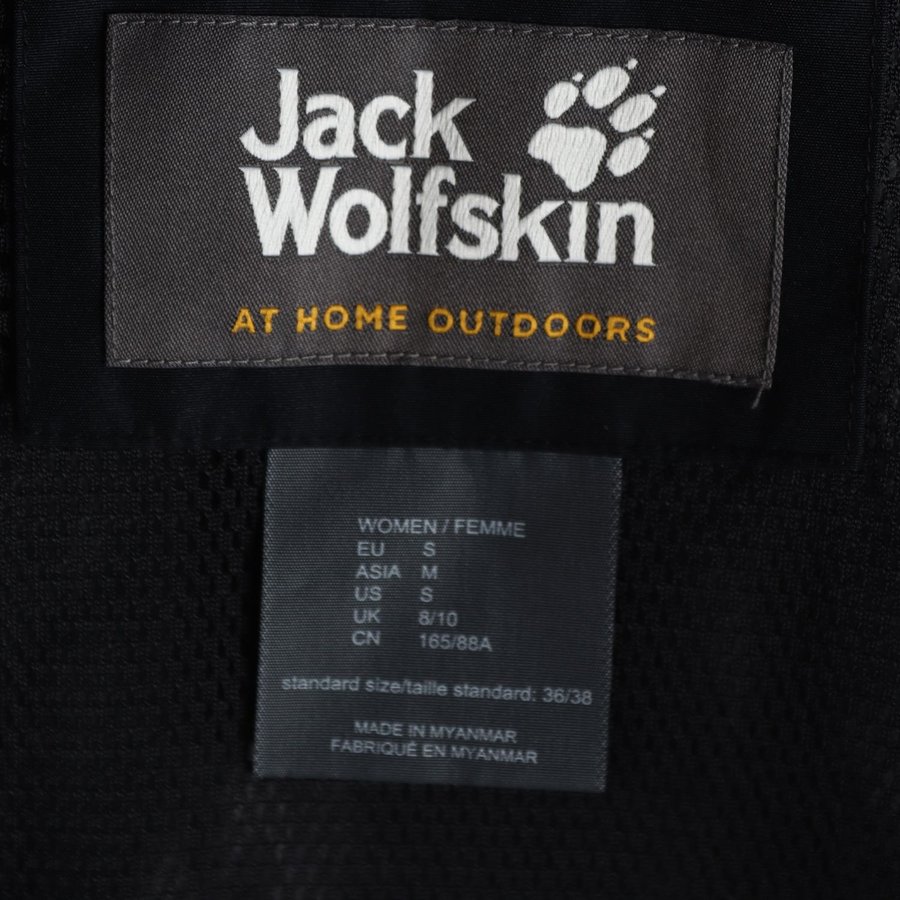 Jack
Wolfskin
AT HOME OUTDOORS
WOMEN / FEMME
EU S
ASIA M
US S
UK 8/10
CN 165/88A
standard size/taille standard: 36/38
MADE IN MYANMAR
FABRIQUÉ EN MYANMAR